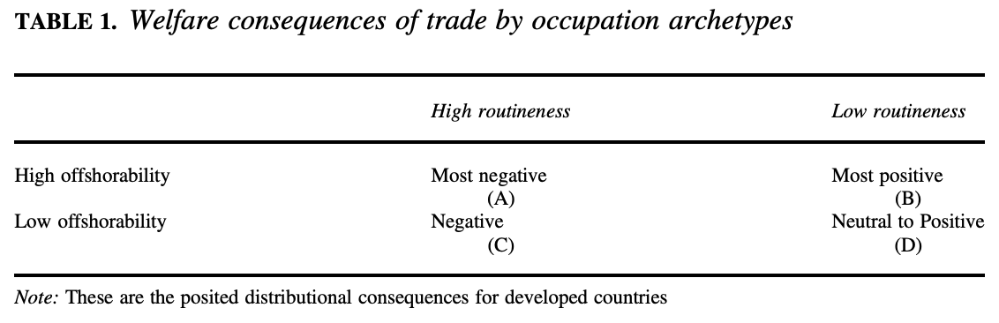 TABLE 1. Welfare consequences of trade by occupation archetypes
High routineness Low routineness
High offshorability Most negative Most positive
(A) (B)
Low offshorability Negative Neutral to Positive
(C) (D)
Note: These are the posited distributional consequences for developed countries